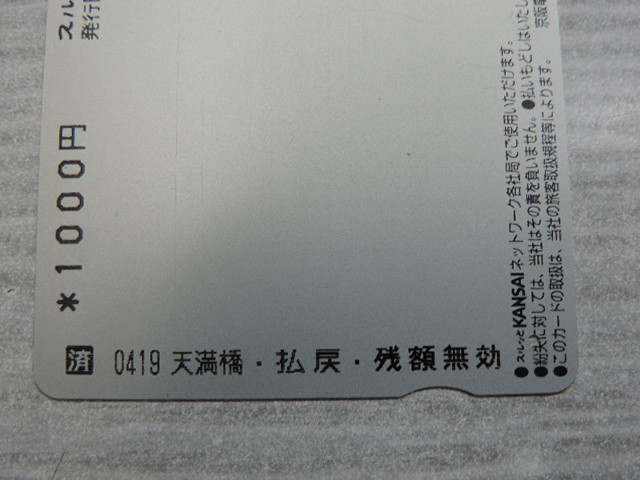 スル
発行
*1000円
済 0419 天満橋・払戻・残額無効
●スルッとKANSAIネットワーク各社局でご使用いただけます。
●紛失に対しては、当社はその責を負いません。●払いもどしはいたし
●このカードの取扱は、当社の旅客取扱規程等によります。 京阪電